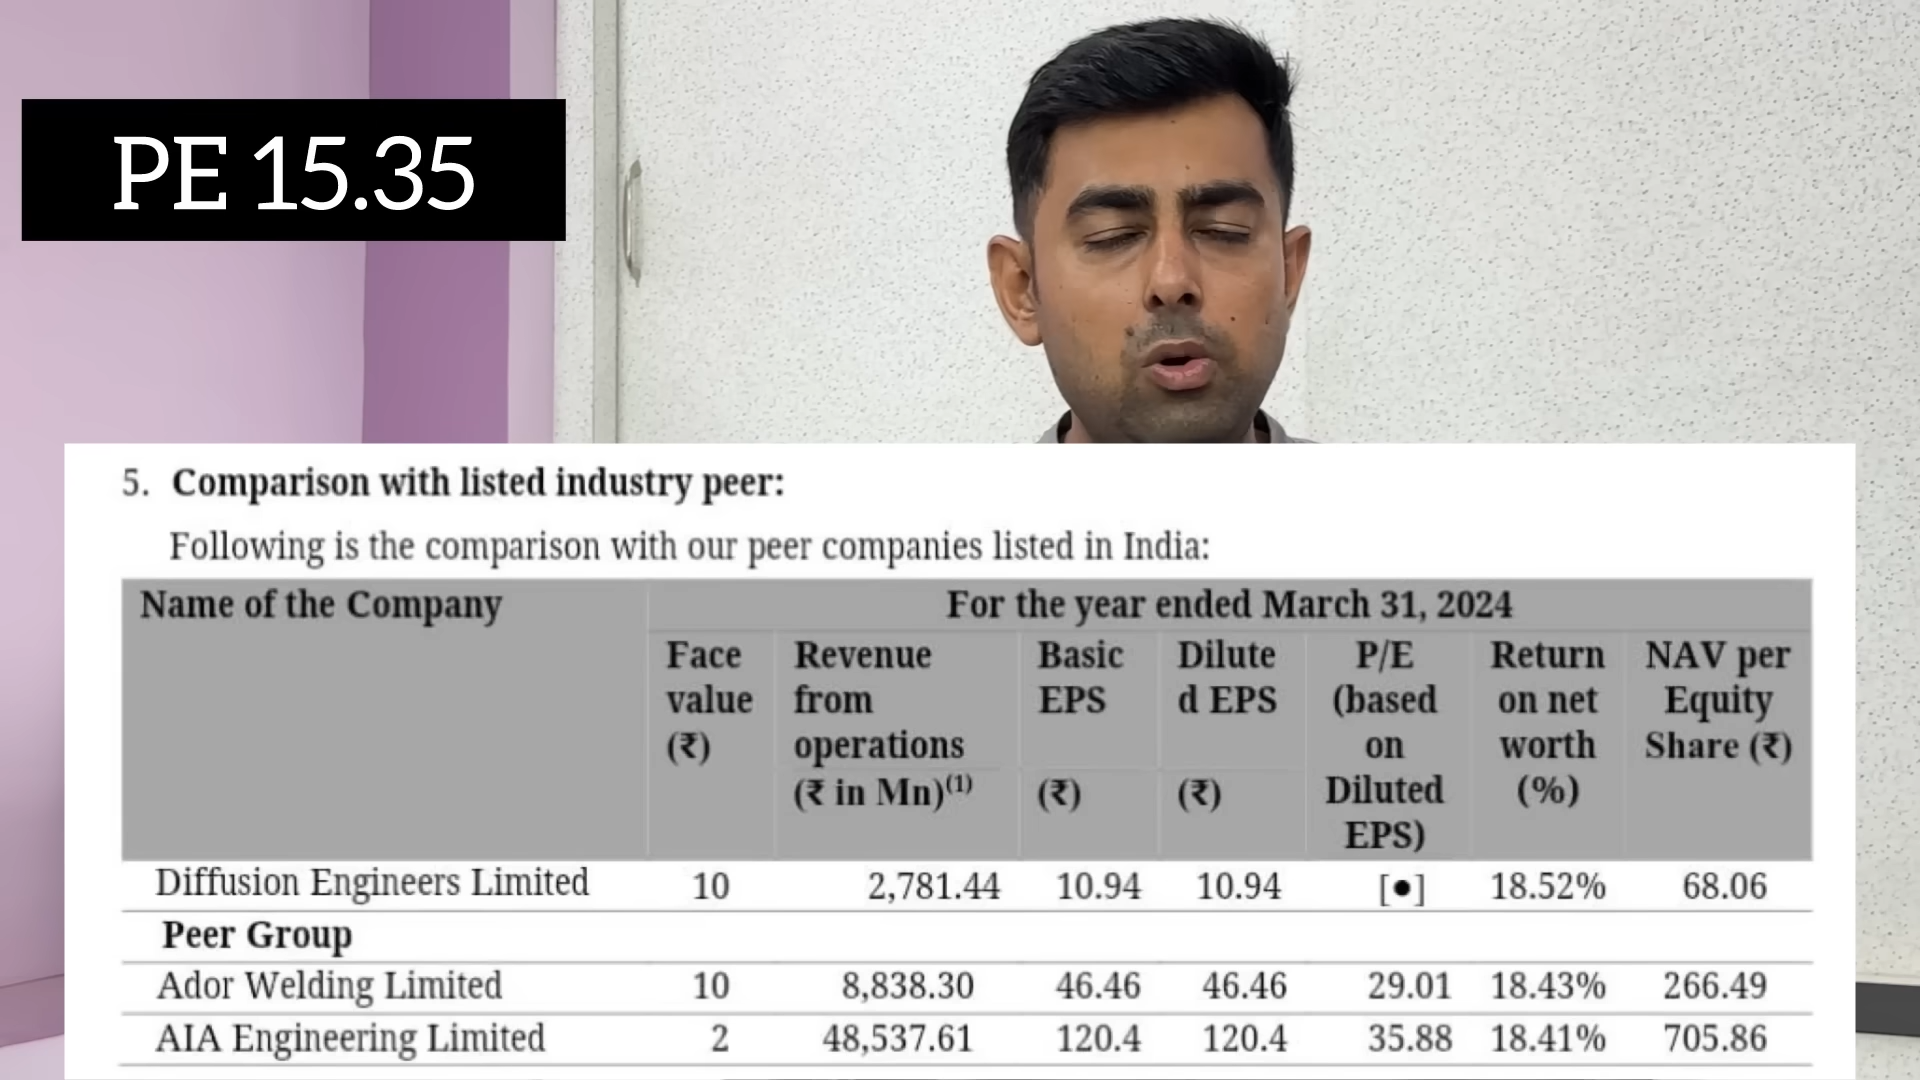 PE 15.35
5. Comparison with listed industry peer:
Following is the comparison with our peer companies listed in India:
Name of the Company For the year ended March 31, 2024
Face value (₹) Revenue from operations (₹ in Mn)(1) Basic EPS (₹) Dilute d EPS (₹) P/E (based on Diluted EPS) Return on net worth (%) NAV per Equity Share (₹)
Diffusion Engineers Limited 10 2,781.44 10.94 10.94 [●] 18.52% 68.06
Peer Group
Ador Welding Limited 10 8,838.30 46.46 46.46 29.01 18.43% 266.49
AIA Engineering Limited 2 48,537.61 120.4 120.4 35.88 18.41% 705.86